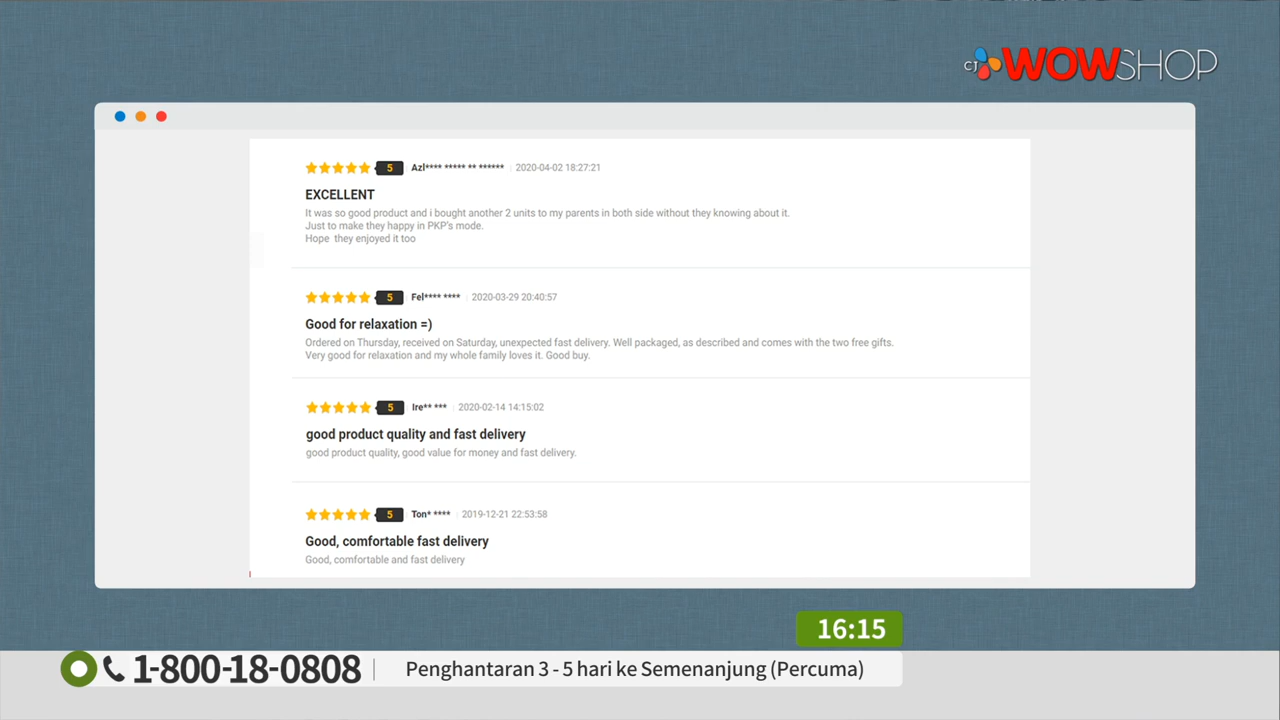 CJ WOWSHOP
5 Azl**** ***** ** ****** 2020-04-02 18:27:21
EXCELLENT
It was so good product and i bought another 2 units to my parents in both side without they knowing about it.
Just to make they happy in PKP's mode.
Hope they enjoyed it too
5 Fel**** **** 2020-03-29 20:40:57
Good for relaxation =)
Ordered on Thursday, received on Saturday, unexpected fast delivery. Well packaged, as described and comes with the two free gifts.
Very good for relaxation and my whole family loves it. Good buy.
5 Ire** *** 2020-02-14 14:15:02
good product quality and fast delivery
good product quality, good value for money and fast delivery.
5 Ton* **** 2019-12-21 22:53:58
Good, comfortable fast delivery
Good, comfortable and fast delivery
16:15
1-800-18-0808 Penghantaran 3 - 5 hari ke Semenanjung (Percuma)